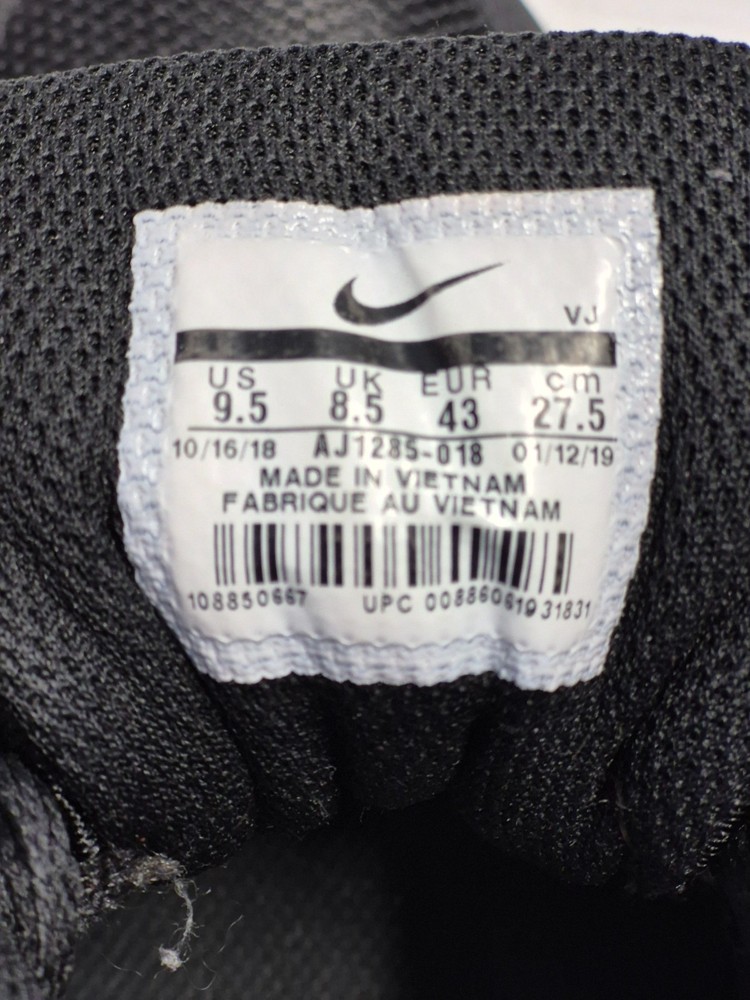 VJ
US UK EUR cm
9.5 8.5 43 27.5
10/16/18 AJ1285-018 01/12/19
MADE IN VIETNAM
FABRIQUE AU VIETNAM
108850667 UPC 00886061931831